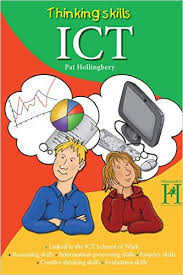 Thinking skills
ICT
Pat Hollingbery
• Linked to the ICT Scheme of Work
• Reasoning skills • Information-processing skills • Enquiry skills
• Creative thinking skills • Evaluation skills